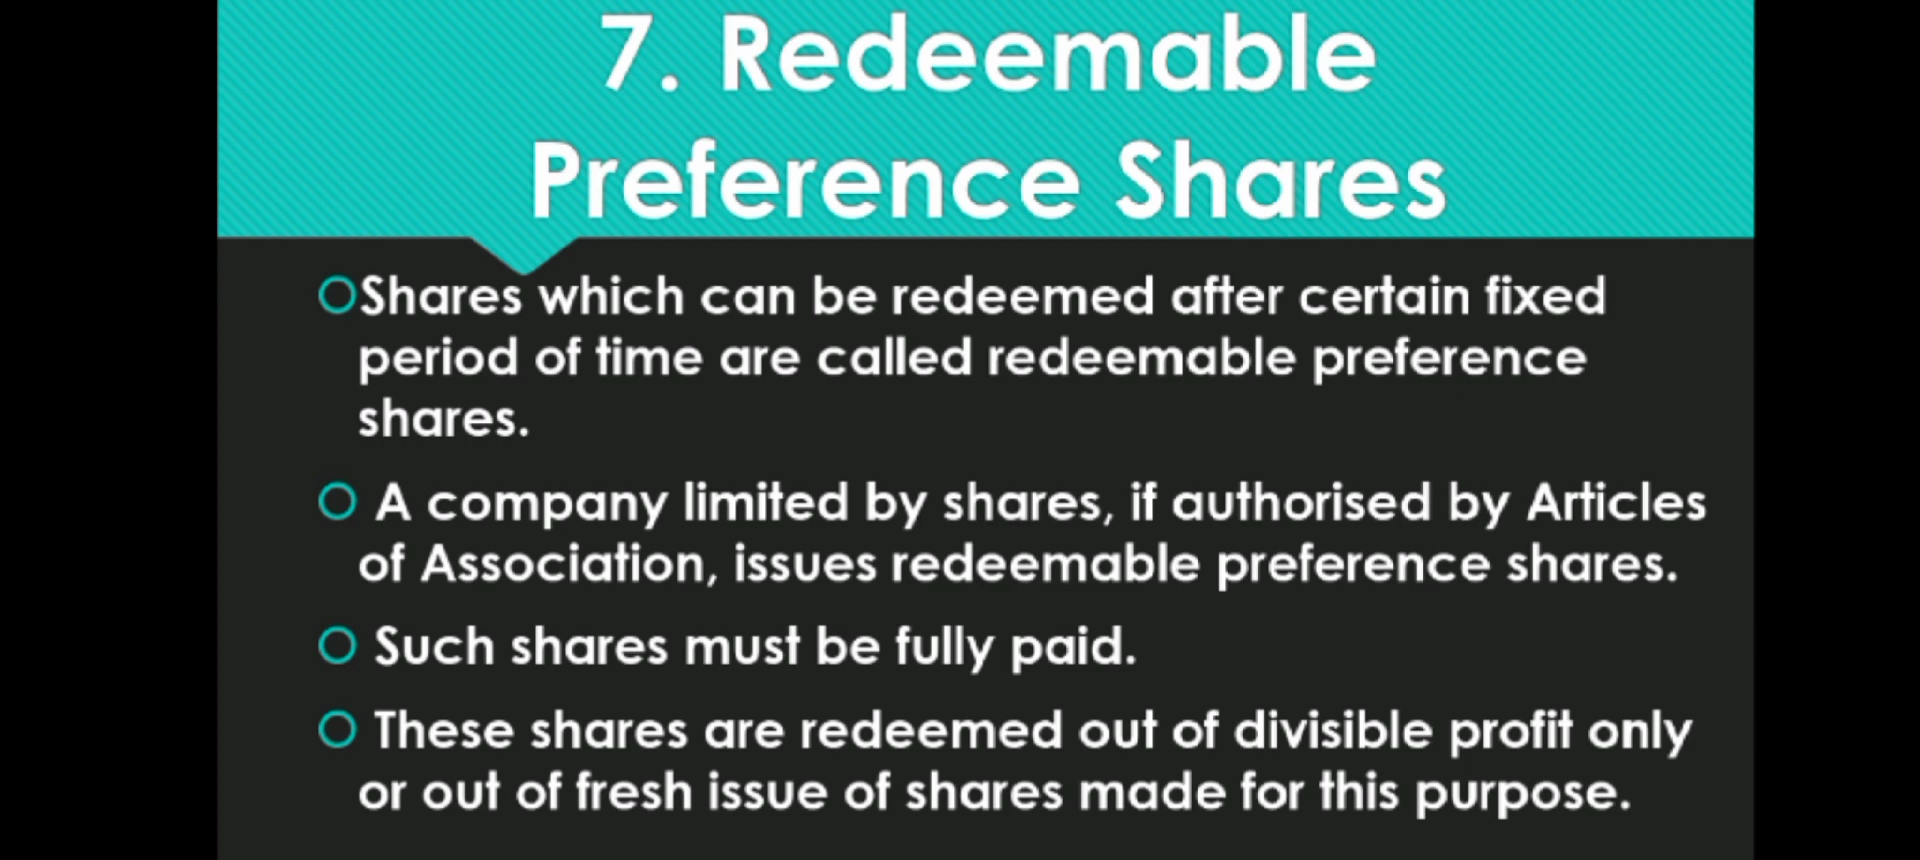 7. Redeemable
Preference Shares
Shares which can be redeemed after certain fixed
period of time are called redeemable preference
shares.
A company limited by shares, if authorised by Articles
of Association, issues redeemable preference shares.
Such shares must be fully paid.
These shares are redeemed out of divisible profit only
or out of fresh issue of shares made for this purpose.